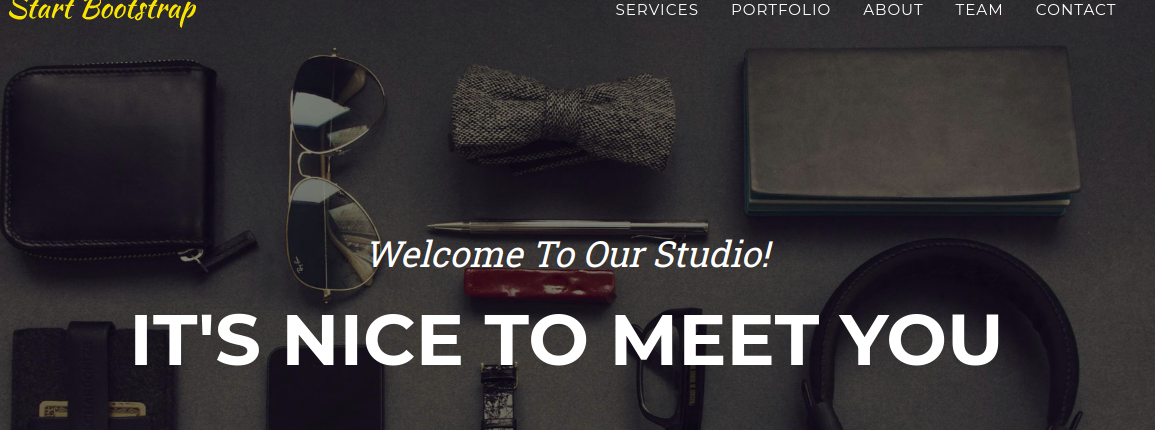 Start Bootstrap
SERVICES PORTFOLIO ABOUT TEAM CONTACT
Welcome To Our Studio!
IT'S NICE TO MEET YOU